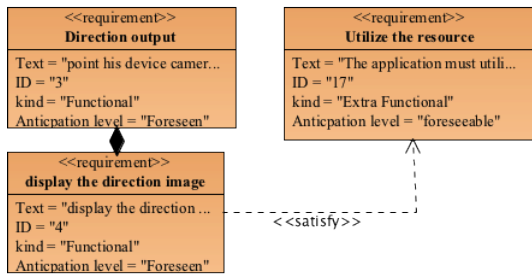 <<requirement>>
Direction output
Text = "point his device camer...
ID = "3"
kind = "Functional"
Anticpation level = "Foreseen"
<<requirement>>
Utilize the resource
Text = "The application must utili...
ID = "17"
kind = "Extra Functional"
Anticpation level = "foreseeable"
<<requirement>>
display the direction image
Text = "display the direction ...
ID = "4"
kind = "Functional"
Anticpation level = "Foreseen"
<<satisfy>>